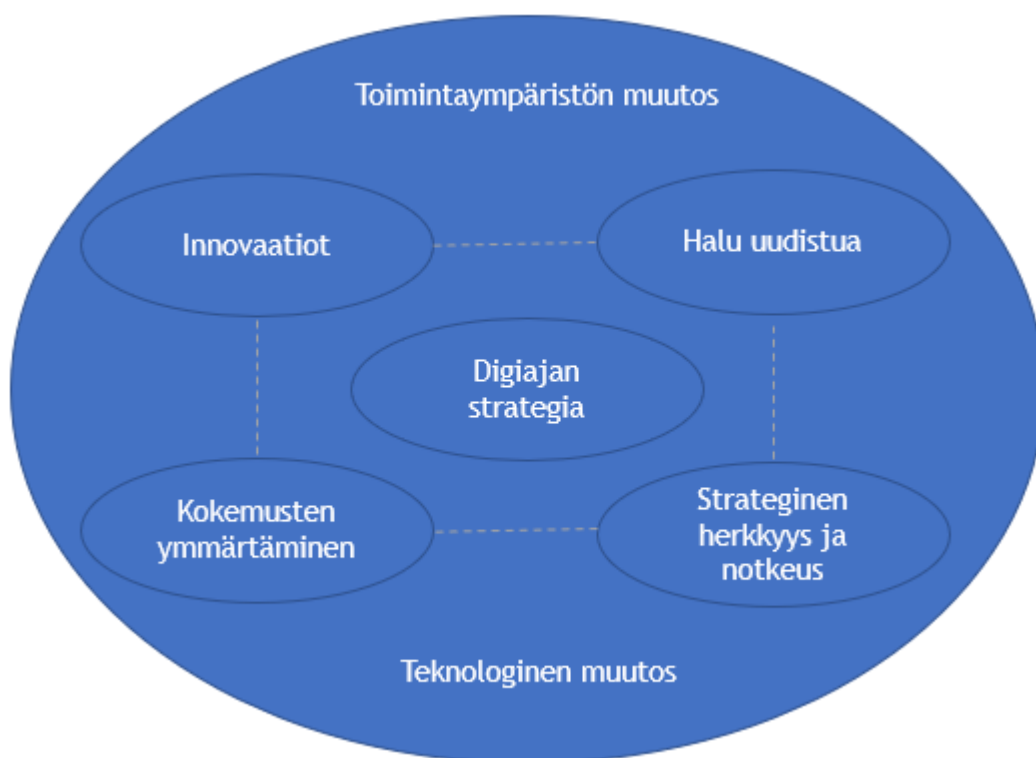 Toimintaympäristön muutos
Innovaatiot
Halu uudistua
Digiajan
strategia
Kokemusten
ymmärtäminen
Strateginen
herkkyys ja
notkeus
Teknologinen muutos